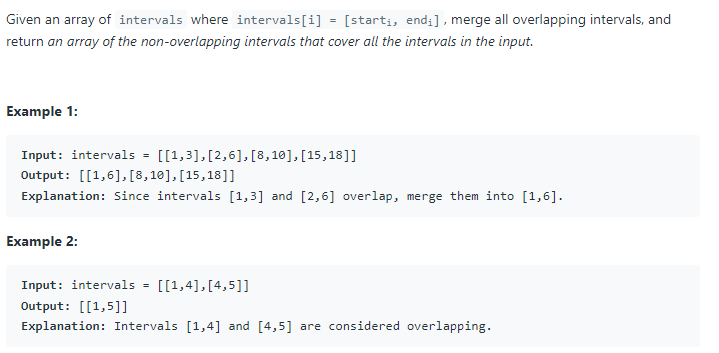 Given an array of intervals where intervals[i] = [starti, endi], merge all overlapping intervals, and
return an array of the non-overlapping intervals that cover all the intervals in the input.
Example 1:
Input: intervals = [[1,3],[2,6],[8,10],[15,18]]
Output: [[1,6],[8,10],[15,18]]
Explanation: Since intervals [1,3] and [2,6] overlap, merge them into [1,6].
Example 2:
Input: intervals = [[1,4],[4,5]]
Output: [[1,5]]
Explanation: Intervals [1,4] and [4,5] are considered overlapping.